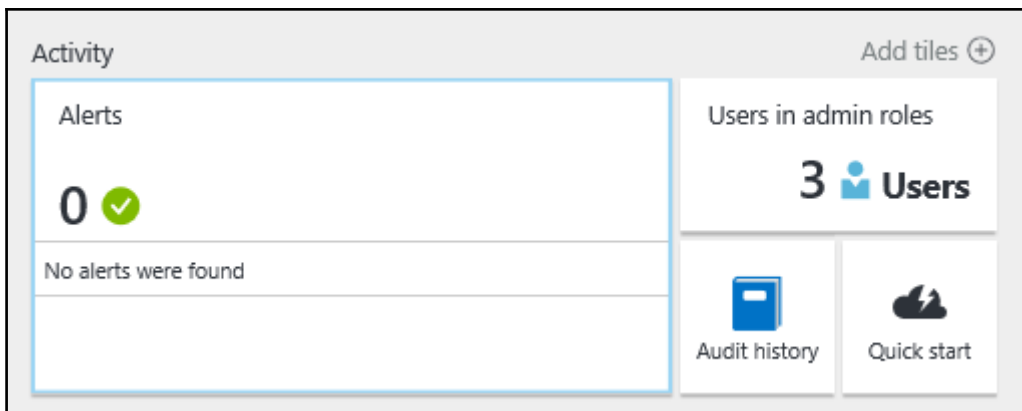 Activity
Add tiles
Alerts
0
No alerts were found
Users in admin roles
3 Users
Audit history
Quick start